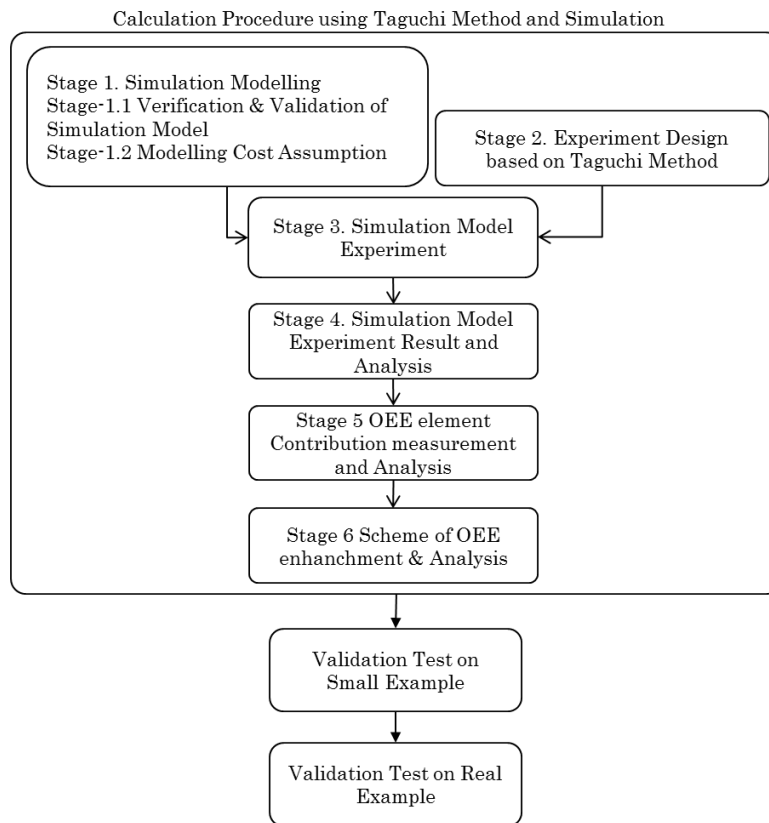 Calculation Procedure using Taguchi Method and Simulation
Stage 1. Simulation Modelling
Stage-1.1 Verification & Validation of
Simulation Model
Stage-1.2 Modelling Cost Assumption
Stage 2. Experiment Design
based on Taguchi Method
Stage 3. Simulation Model
Experiment
Stage 4. Simulation Model
Experiment Result and
Analysis
Stage 5 OEE element
Contribution measurement
and Analysis
Stage 6 Scheme of OEE
enhanchment & Analysis
Validation Test on
Small Example
Validation Test on Real
Example